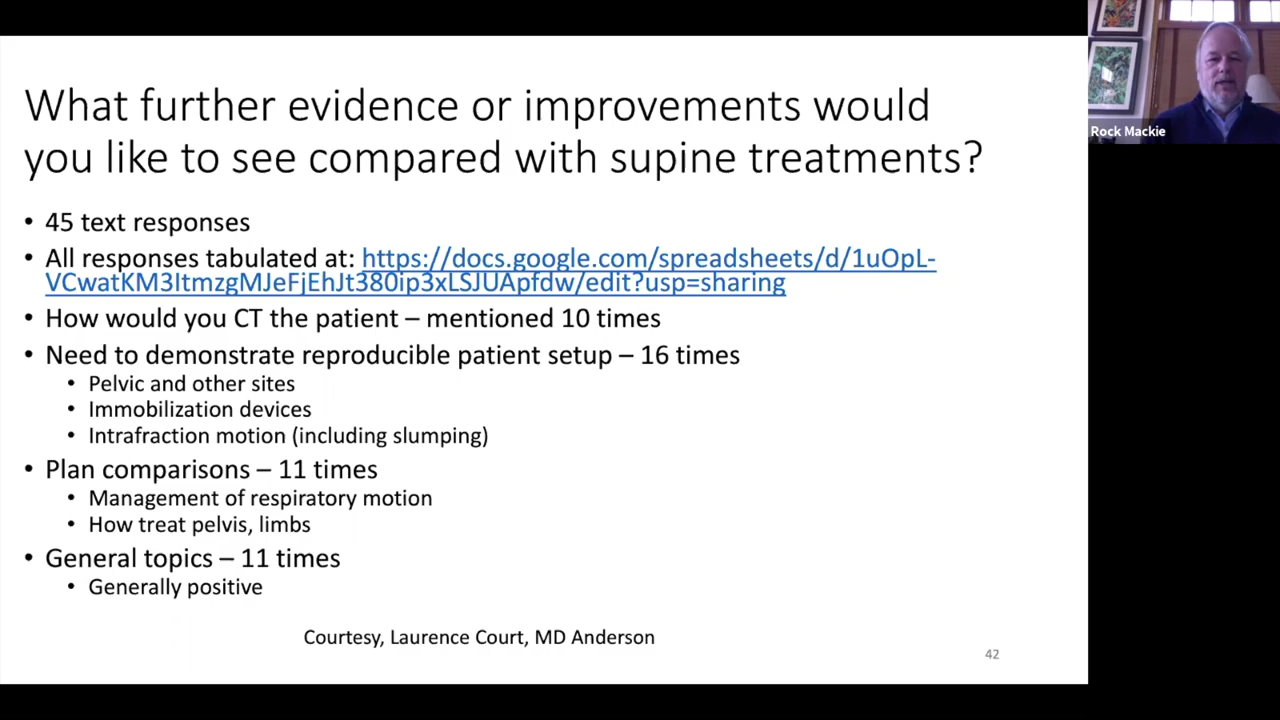 What further evidence or improvements would
you like to see compared with supine treatments?
• 45 text responses
• All responses tabulated at: https://docs.google.com/spreadsheets/d/1uOpL-
VCwatKM3ItmzgMJeFjEhJt380ip3xLSJUApfdw/edit?usp=sharing
• How would you CT the patient – mentioned 10 times
• Need to demonstrate reproducible patient setup – 16 times
• Pelvic and other sites
• Immobilization devices
• Intrafraction motion (including slumping)
• Plan comparisons – 11 times
• Management of respiratory motion
• How treat pelvis, limbs
• General topics – 11 times
• Generally positive
Courtesy, Laurence Court, MD Anderson
42
Rock Mackie